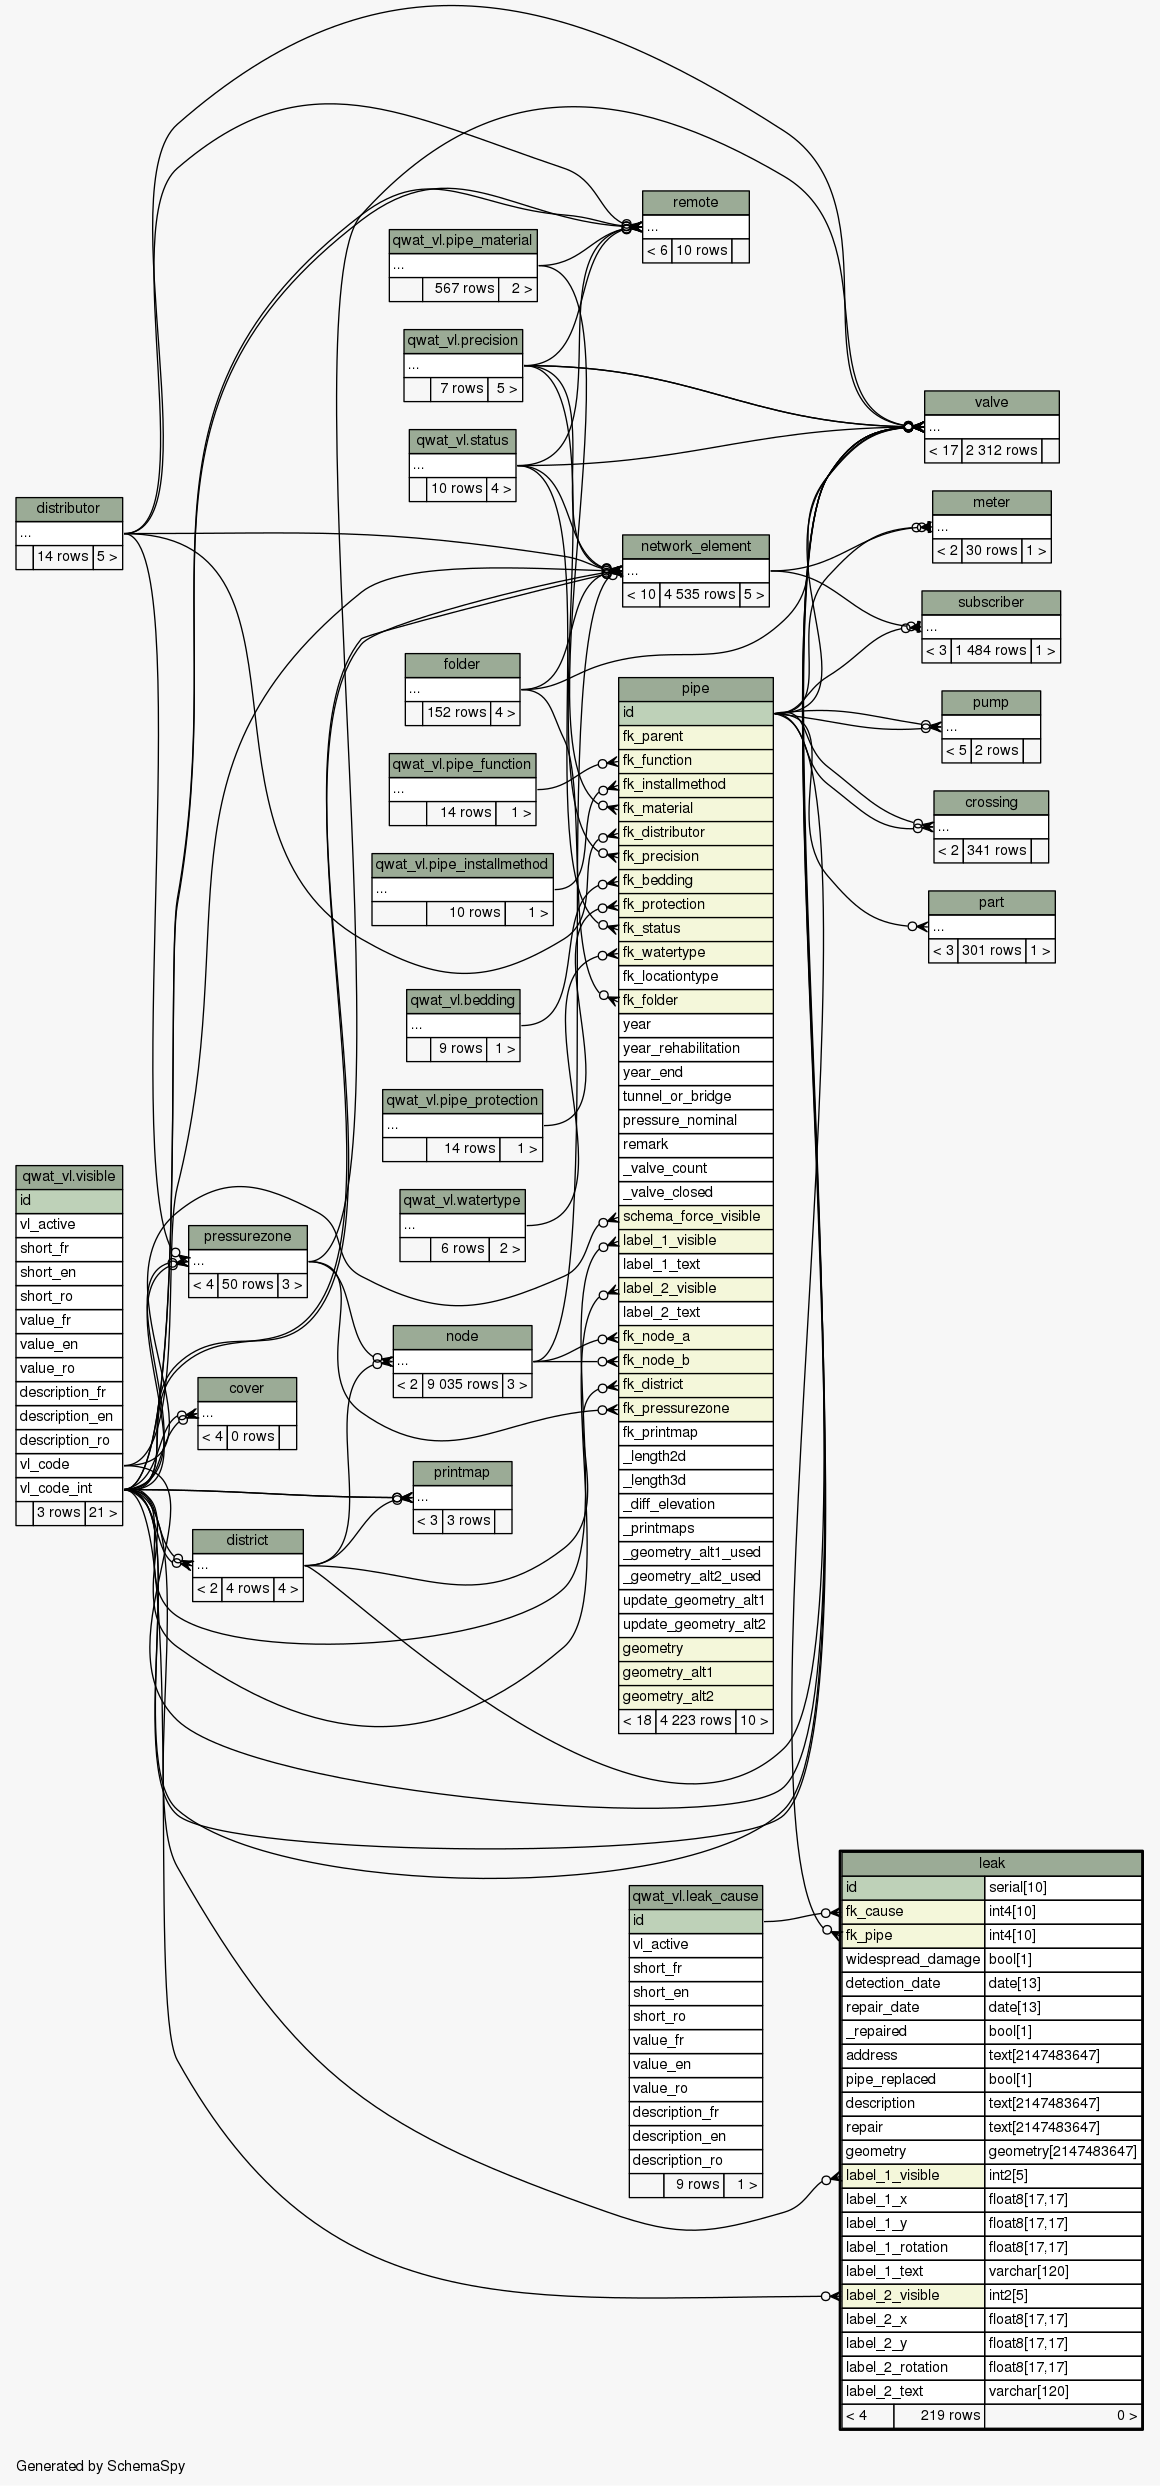 remote
...
< 6 10 rows
qwat_vl.pipe_material
...
567 rows 2 >
qwat_vl.precision
...
7 rows 5 >
qwat_vl.status
...
10 rows 4 >
valve
...
< 17 2 312 rows
distributor
...
14 rows 5 >
meter
...
< 2 30 rows 1 >
network_element
...
< 10 4 535 rows 5 >
subscriber
...
< 3 1 484 rows 1 >
folder
...
152 rows 4 >
pump
...
< 5 2 rows
qwat_vl.pipe_function
...
14 rows 1 >
crossing
...
< 2 341 rows
qwat_vl.pipe_installmethod
...
10 rows 1 >
part
...
< 3 301 rows 1 >
pipe
id
fk_parent
fk_function
fk_installmethod
fk_material
fk_distributor
fk_precision
fk_bedding
fk_protection
fk_status
fk_watertype
fk_locationtype
fk_folder
year
year_rehabilitation
year_end
tunnel_or_bridge
pressure_nominal
remark
_valve_count
_valve_closed
schema_force_visible
label_1_visible
label_1_text
label_2_visible
label_2_text
fk_node_a
fk_node_b
fk_district
fk_pressurezone
fk_printmap
_length2d
_length3d
_diff_elevation
_printmaps
_geometry_alt1_used
_geometry_alt2_used
update_geometry_alt1
update_geometry_alt2
geometry
geometry_alt1
geometry_alt2
< 18 4 223 rows 10 >
qwat_vl.bedding
...
9 rows 1 >
qwat_vl.pipe_protection
...
14 rows 1 >
qwat_vl.watertype
...
6 rows 2 >
qwat_vl.visible
id
vl_active
short_fr
short_en
short_ro
value_fr
value_en
value_ro
description_fr
description_en
description_ro
vl_code
vl_code_int
3 rows 21 >
pressurezone
...
< 4 50 rows 3 >
node
...
< 2 9 035 rows 3 >
cover
...
< 4 0 rows
printmap
...
< 3 3 rows
district
...
< 2 4 rows 4 >
qwat_vl.leak_cause
id
vl_active
short_fr
short_en
short_ro
value_fr
value_en
value_ro
description_fr
description_en
description_ro
9 rows 1 >
leak
id serial[10]
fk_cause int4[10]
fk_pipe int4[10]
widespread_damage bool[1]
detection_date date[13]
repair_date date[13]
_repaired bool[1]
address text[2147483647]
pipe_replaced bool[1]
description text[2147483647]
repair text[2147483647]
geometry geometry[2147483647]
label_1_visible int2[5]
label_1_x float8[17,17]
label_1_y float8[17,17]
label_1_rotation float8[17,17]
label_1_text varchar[120]
label_2_visible int2[5]
label_2_x float8[17,17]
label_2_y float8[17,17]
label_2_rotation float8[17,17]
label_2_text varchar[120]
< 4 219 rows 0 >
Generated by SchemaSpy